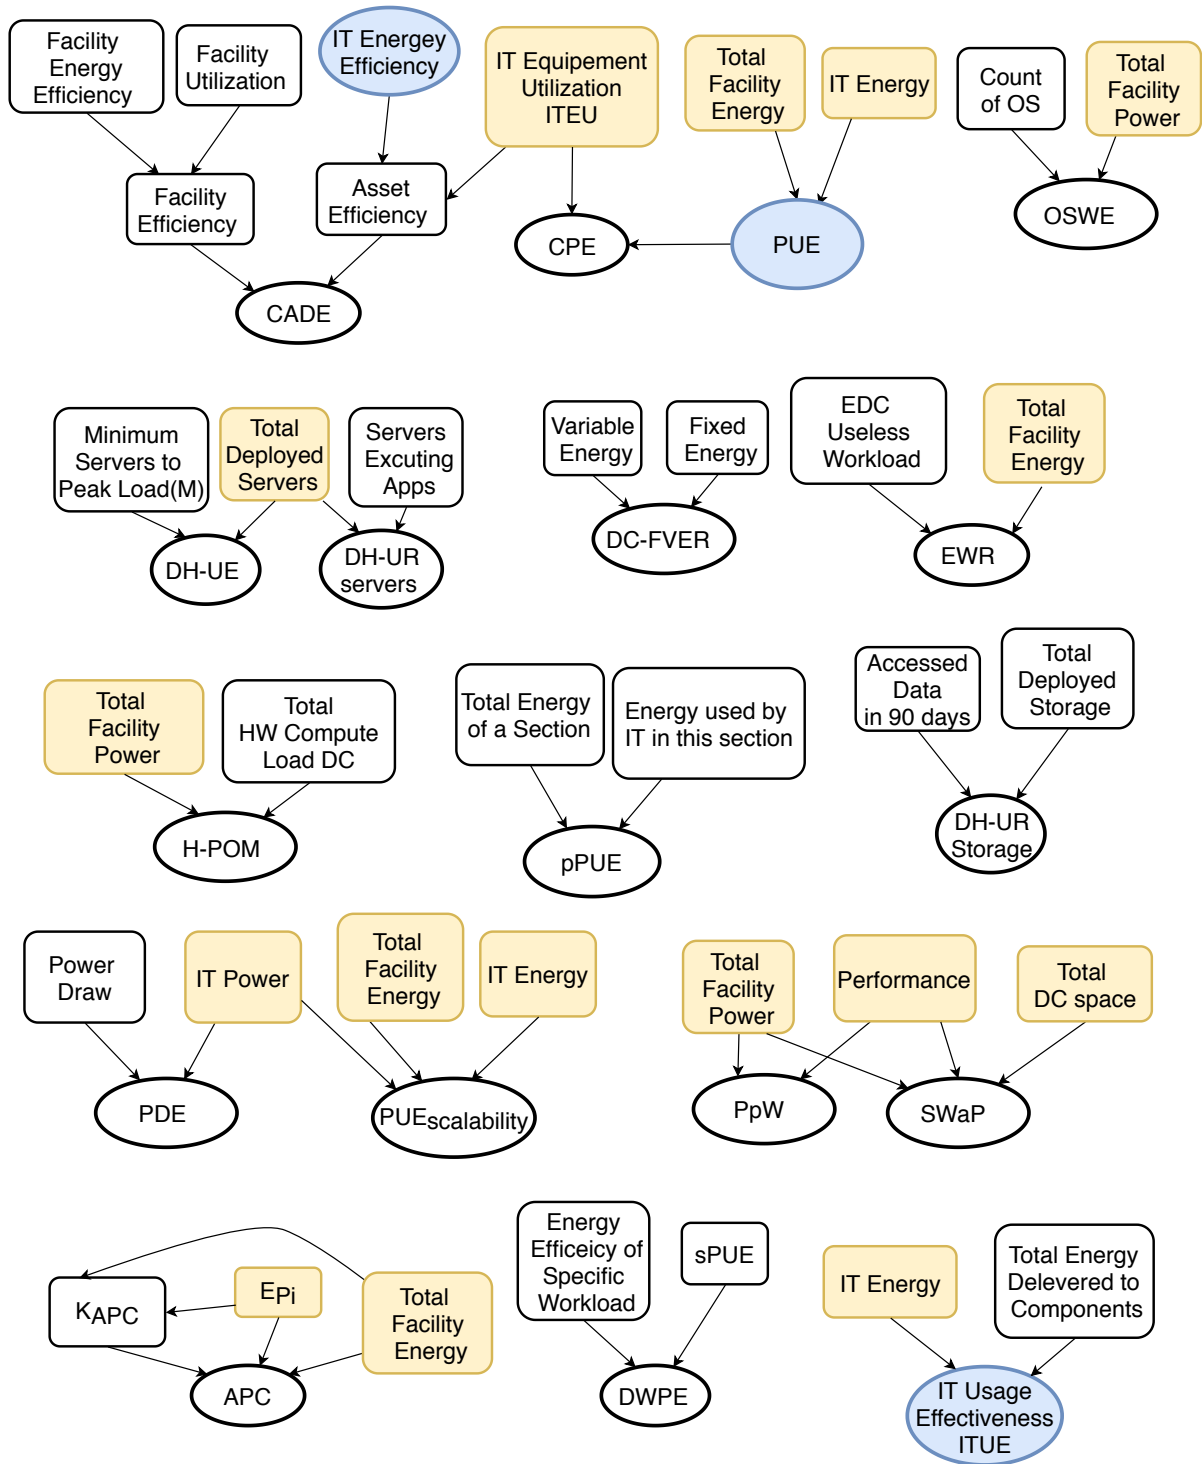 Facility
Energy
Efficiency
Facility
Utilization
IT Energey
Efficiency
IT Equipement
Utilization
ITEU
Total
Facility
Energy
IT Energy
Count
of OS
Total
Facility
Power
Facility
Efficiency
Asset
Efficiency
CPE
PUE
OSWE
CADE
Minimum
Servers to
Peak Load(M)
Total
Deployed
Servers
Servers
Excuting
Apps
Variable
Energy
Fixed
Energy
EDC
Useless
Workload
Total
Facility
Energy
DH-UE
DH-UR
servers
DC-FVER
EWR
Total
Facility
Power
Total
HW Compute
Load DC
Total Energy
of a Section
Energy used by
IT in this section
Accessed
Data
in 90 days
Total
Deployed
Storage
H-POM
pPUE
DH-UR
Storage
Power
Draw
IT Power
Total
Facility
Energy
IT Energy
Total
Facility
Power
Performance
Total
DC space
PDE
PUEscalability
PpW
SWaP
KAPC
EPi
Total
Facility
Energy
Energy
Efficeicy of
Specific
Workload
sPUE
IT Energy
Total Energy
Delevered to
Components
APC
DWPE
IT Usage
Effectiveness
ITUE